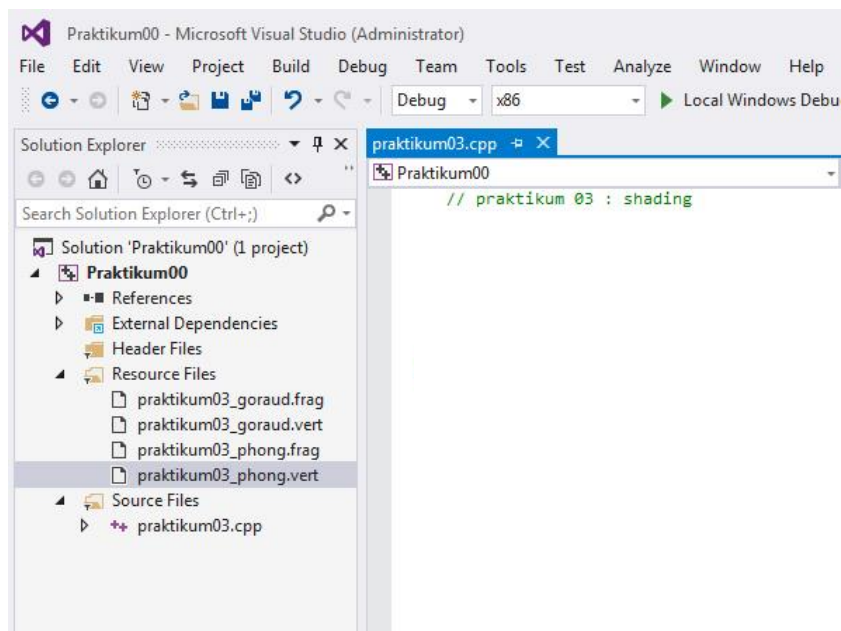 Praktikum00 - Microsoft Visual Studio (Administrator)
File Edit View Project Build Debug Team Tools Test Analyze Window Help
Debug x86 Local Windows Debu
Solution Explorer
praktikum03.cpp
Praktikum00
Search Solution Explorer (Ctrl+;)
// praktikum 03 : shading
Solution 'Praktikum00' (1 project)
Praktikum00
References
External Dependencies
Header Files
Resource Files
praktikum03_goraud.frag
praktikum03_goraud.vert
praktikum03_phong.frag
praktikum03_phong.vert
Source Files
praktikum03.cpp